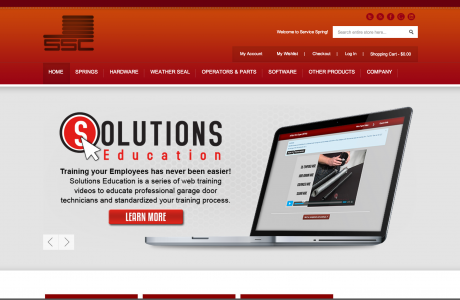 Welcome to Service Spring!
Search entire store here...
SSC
My Account
My Wishlist
Checkout
Log In
Shopping Cart - $0.00
HOME
SPRINGS
HARDWARE
WEATHER SEAL
OPERATORS & PARTS
SOFTWARE
OTHER PRODUCTS
COMPANY
SOLUTIONS
Education
Training your Employees has never been easier!
Solutions Education is a series of web training
videos to educate professional garage door
technicians and standardized your training process.
LEARN MORE